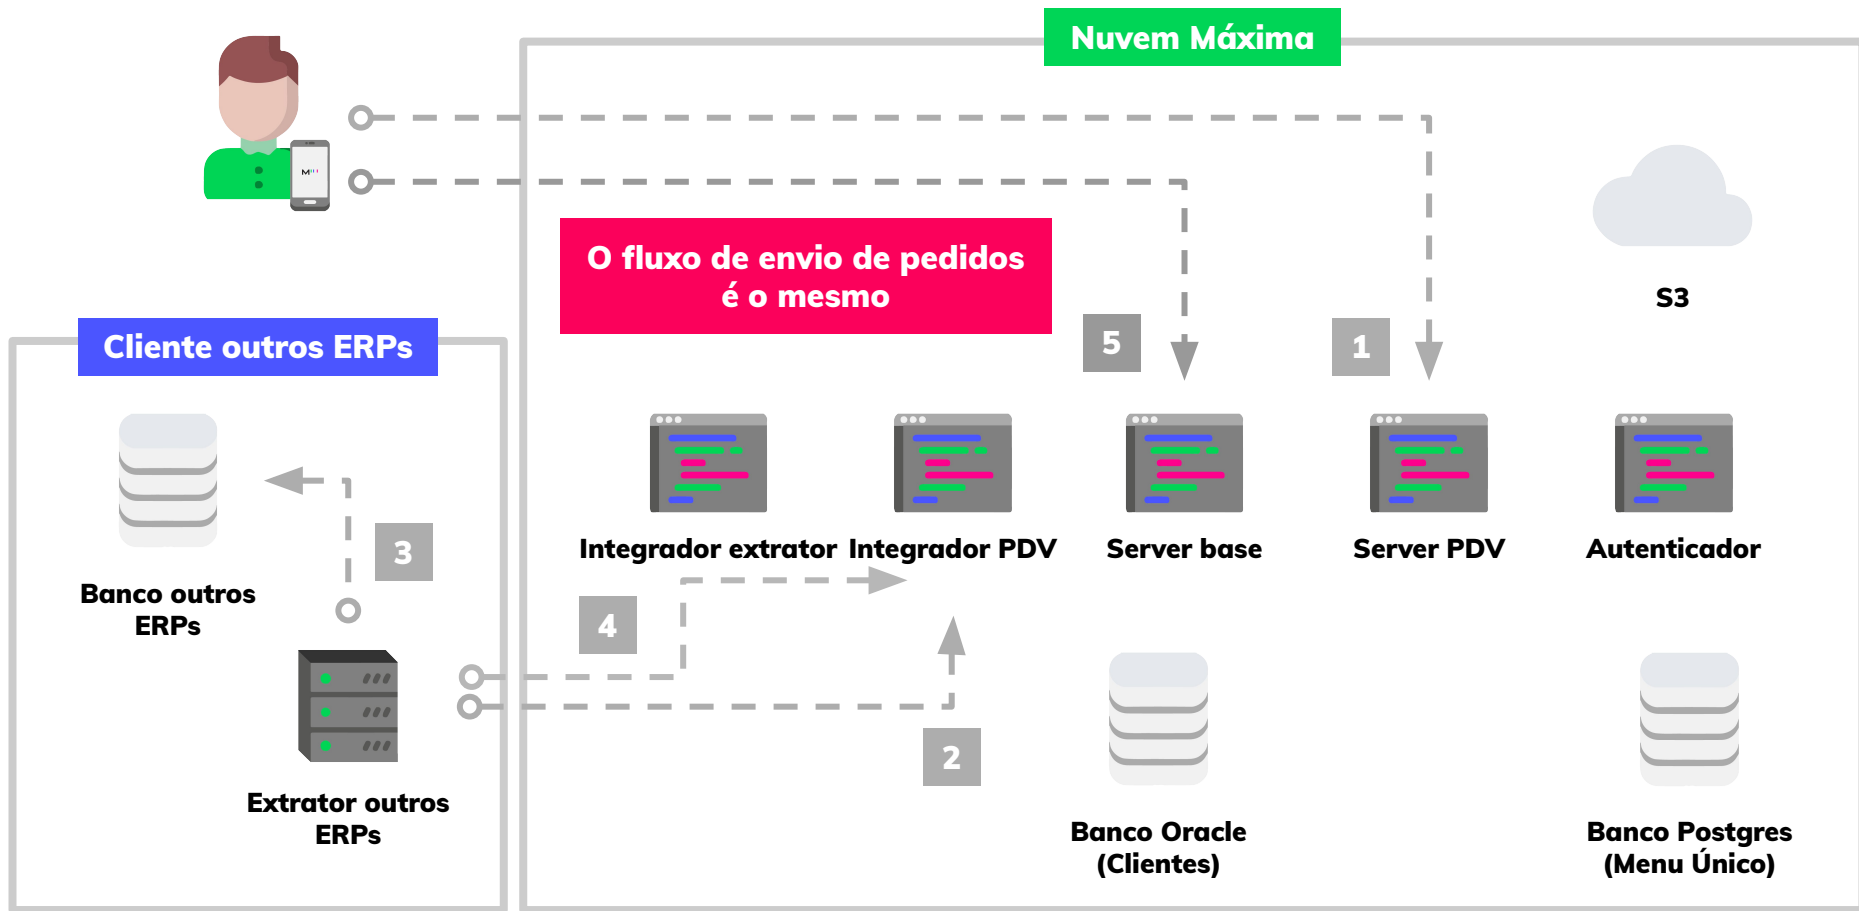 Nuvem Máxima
O fluxo de envio de pedidos
é o mesmo
S3
Cliente outros ERPs
5
1
3
Integrador extrator
Integrador PDV
Server base
Server PDV
Autenticador
Banco outros
ERPs
4
2
Extrator outros
ERPs
Banco Oracle
(Clientes)
Banco Postgres
(Menu Único)